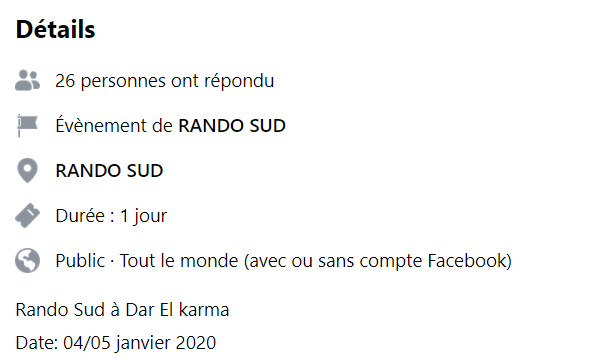 Détails
26 personnes ont répondu
Évènement de RANDO SUD
RANDO SUD
Durée : 1 jour
Public · Tout le monde (avec ou sans compte Facebook)
Rando Sud à Dar El karma
Date: 04/05 janvier 2020